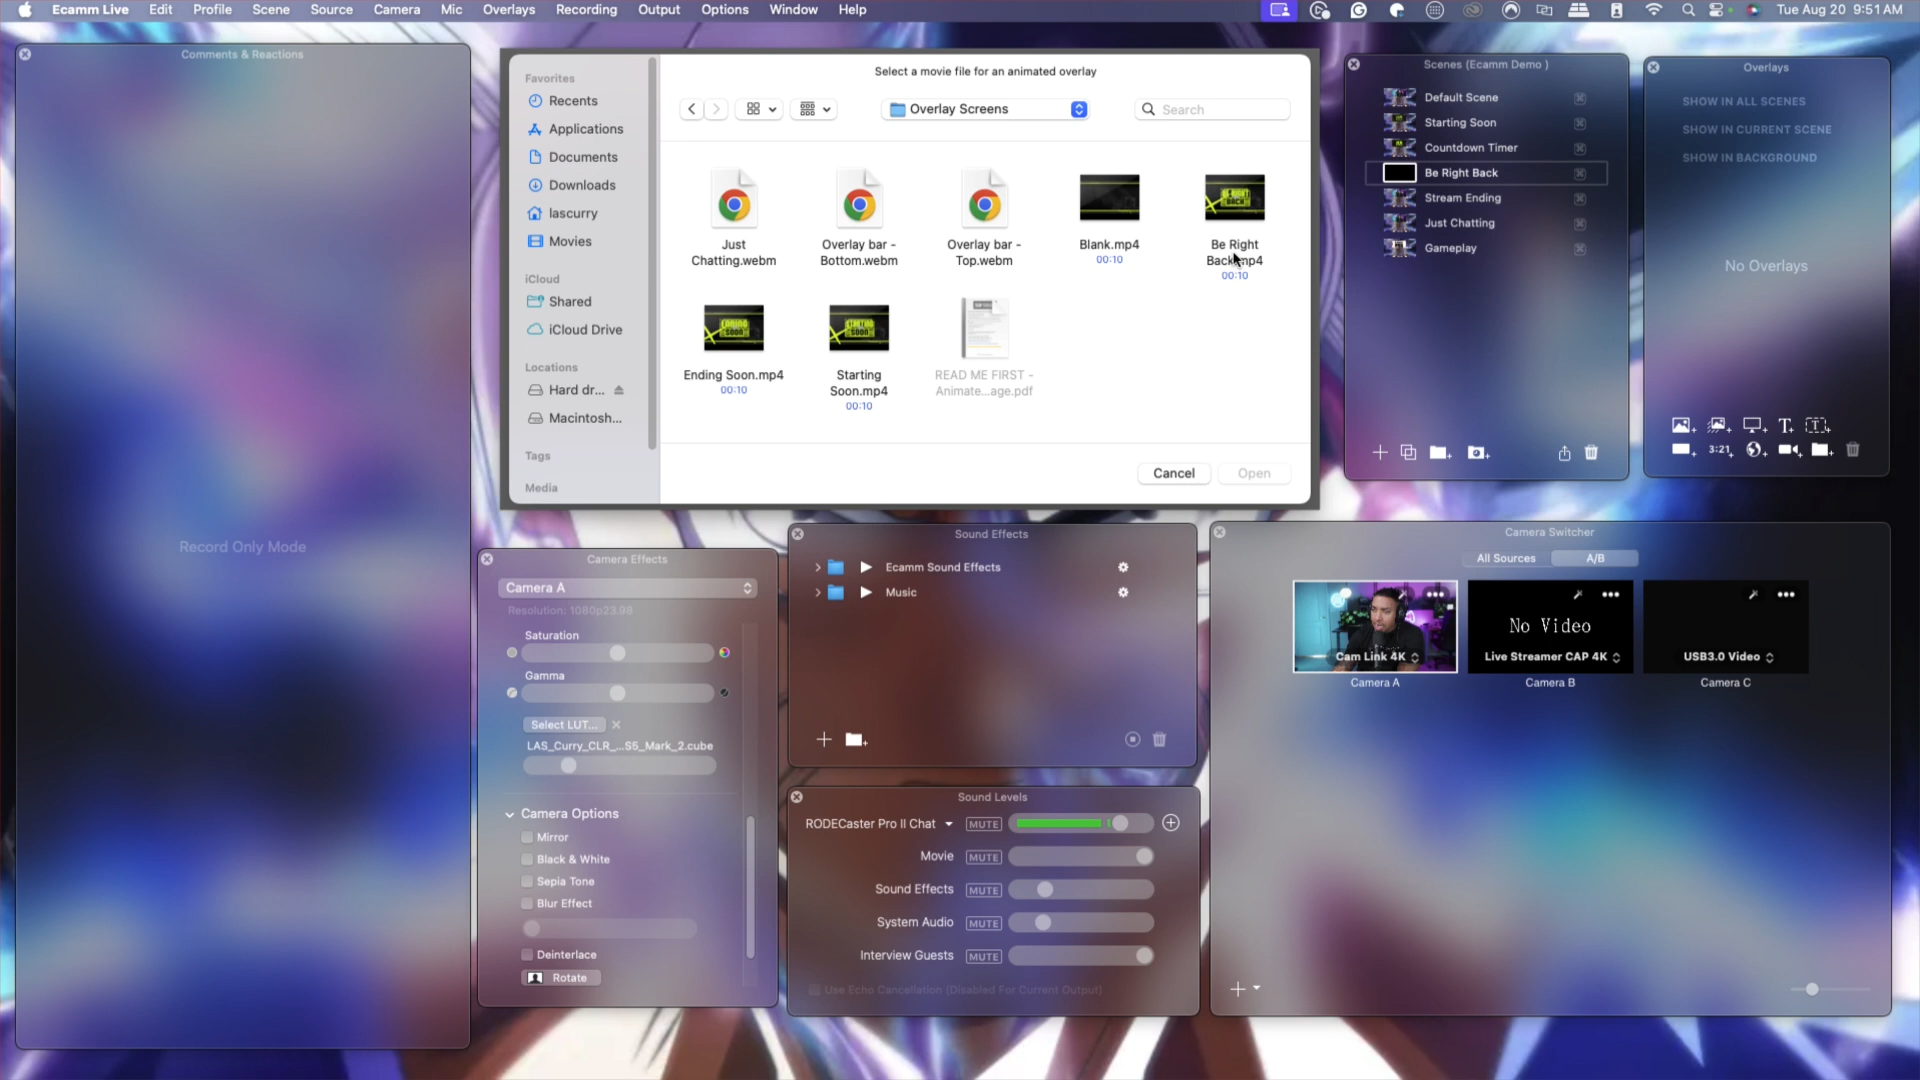 Ecamm Live Edit Profile Scene Source Camera Mic Overlays Recording Output Options Window Help
Tue Aug 20 9:51 AM
Comments & Reactions
Record Only Mode
Favorites
Recents
Applications
Documents
Downloads
lascurry
Movies
iCloud
Shared
iCloud Drive
Locations
Hard dr...
Macintosh...
Tags
Media
Select a movie file for an animated overlay
Overlay Screens
Search
Just
Chatting.webm
Overlay bar -
Bottom.webm
Overlay bar -
Top.webm
Blank.mp4
00:10
BE RIGHT
BACK
Be Right
Back.mp4
00:10
ENDING
SOON
Ending Soon.mp4
00:10
STARTING
SOON
Starting
Soon.mp4
00:10
READ ME FIRST -
Animate...age.pdf
Cancel
Open
Scenes (Ecamm Demo )
Default Scene
Starting Soon
Countdown Timer
Be Right Back
Stream Ending
Just Chatting
Gameplay
Overlays
SHOW IN ALL SCENES
SHOW IN CURRENT SCENE
SHOW IN BACKGROUND
No Overlays
3:21
Camera Effects
Camera A
Resolution: 1080p23.98
Saturation
Gamma
Select LUT...
LAS_Curry_CLR_...S5_Mark_2.cube
Camera Options
Mirror
Black & White
Sepia Tone
Blur Effect
Deinterlace
Rotate
Sound Effects
Ecamm Sound Effects
Music
Sound Levels
RODECaster Pro II Chat MUTE
Movie MUTE
Sound Effects MUTE
System Audio MUTE
Interview Guests MUTE
Use Echo Cancellation (Disabled For Current Output)
Camera Switcher
All Sources A/B
Cam Link 4K
Camera A
No Video
Live Streamer CAP 4K
Camera B
USB3.0 Video
Camera C